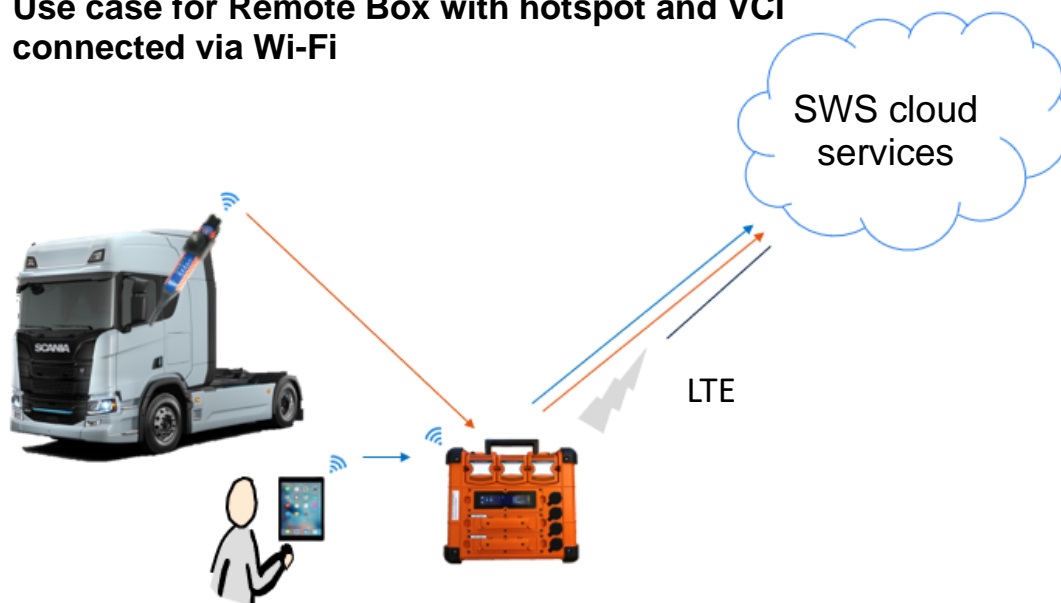 Use case for Remote Box with hotspot and VCI
connected via Wi-Fi
SWS cloud
services
SCANIA
LTE